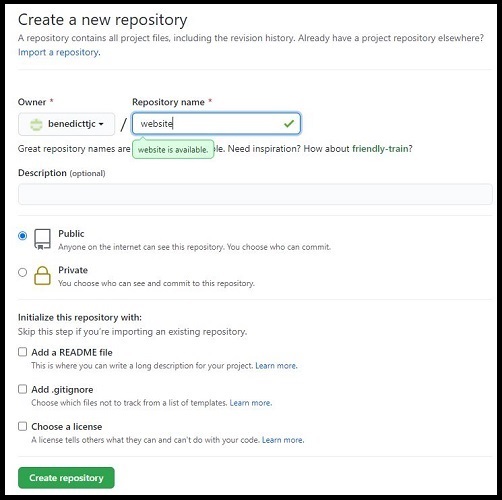 Create a new repository
A repository contains all project files, including the revision history. Already have a project repository elsewhere?
Import a repository.
Owner * Repository name *
benedicttjc / website
Great repository names are le. Need inspiration? How about friendly-train?
website is available.
Description (optional)
Public
Anyone on the internet can see this repository. You choose who can commit.
Private
You choose who can see and commit to this repository.
Initialize this repository with:
Skip this step if you're importing an existing repository.
Add a README file
This is where you can write a long description for your project. Learn more.
Add .gitignore
Choose which files not to track from a list of templates. Learn more.
Choose a license
A license tells others what they can and can't do with your code. Learn more.
Create repository